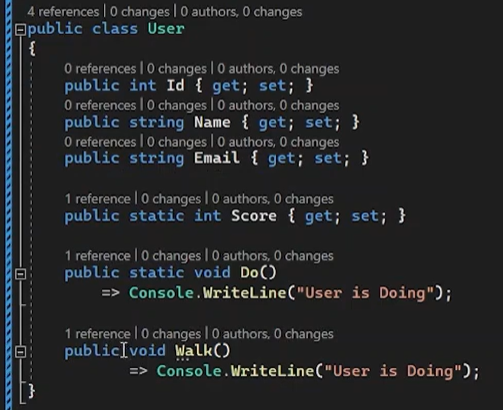 4 references | 0 changes | 0 authors, 0 changes
public class User
{
0 references | 0 changes | 0 authors, 0 changes
public int Id { get; set; }
0 references | 0 changes | 0 authors, 0 changes
public string Name { get; set; }
0 references | 0 changes | 0 authors, 0 changes
public string Email { get; set; }
1 reference | 0 changes | 0 authors, 0 changes
public static int Score { get; set; }
1 reference | 0 changes | 0 authors, 0 changes
public static void Do()
=> Console.WriteLine("User is Doing");
1 reference | 0 changes | 0 authors, 0 changes
public void Walk()
=> Console.WriteLine("User is Doing");
}